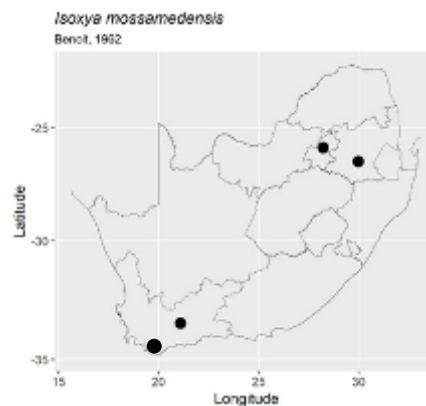 Isoxya mossamedensis
Benoit, 1962
-25
-30
-35
Latitude
15 20 25 30
Longitude